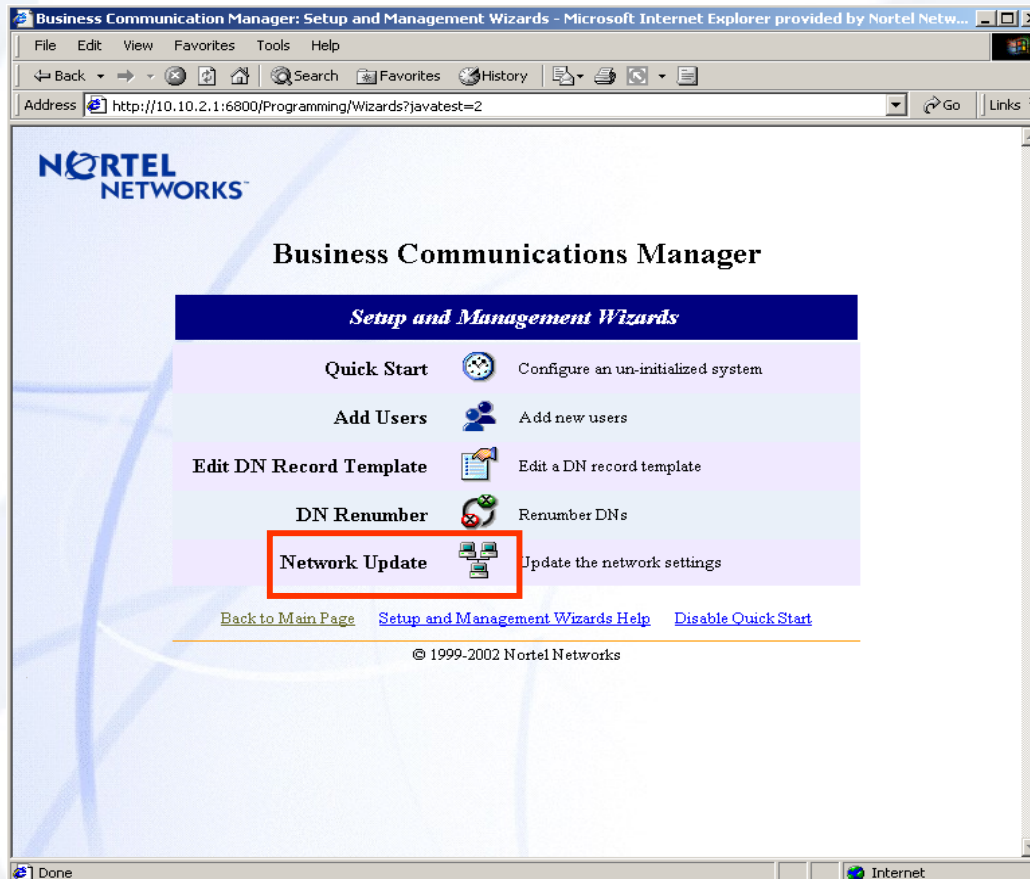 Business Communication Manager: Setup and Management Wizards - Microsoft Internet Explorer provided by Nortel Netw...
File Edit View Favorites Tools Help
Back Search Favorites History
Address http://10.10.2.1:6800/Programming/Wizards?javatest=2 Go Links
NORTEL
NETWORKS™
Business Communications Manager
Setup and Management Wizards
Quick Start Configure an un-initialized system
Add Users Add new users
Edit DN Record Template Edit a DN record template
DN Renumber Renumber DNs
Network Update Update the network settings
Back to Main Page Setup and Management Wizards Help Disable Quick Start
© 1999-2002 Nortel Networks
Done Internet